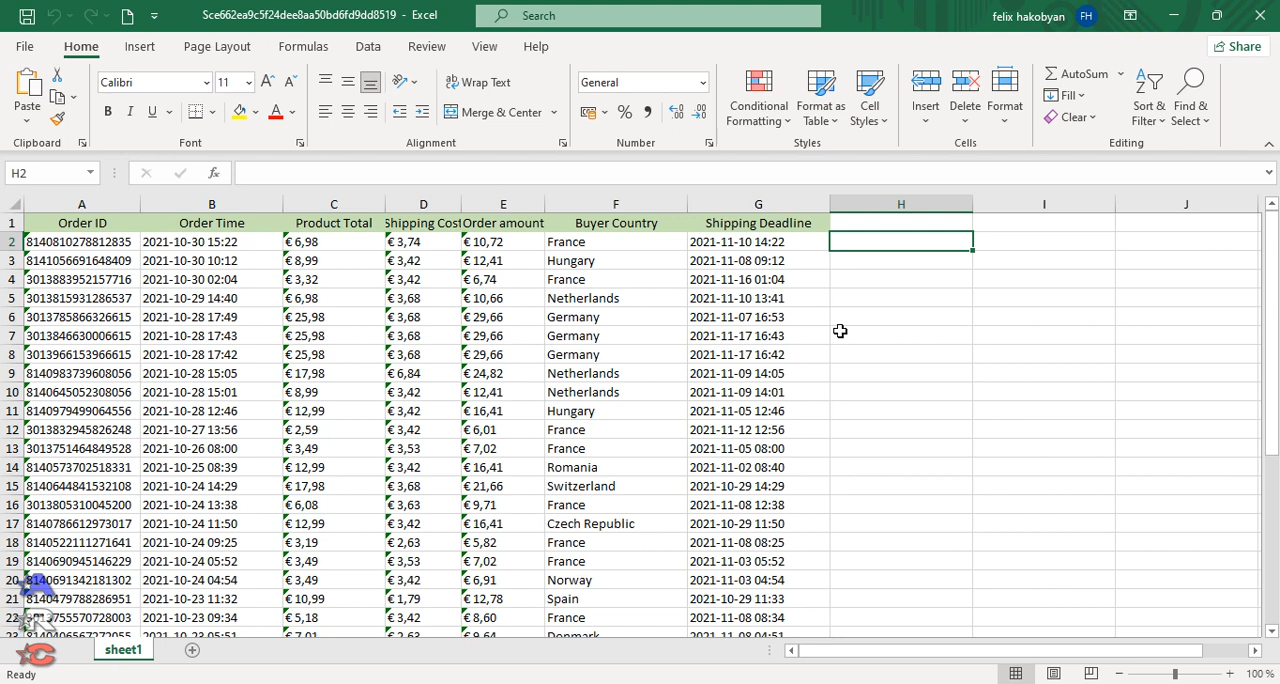 Sce662ea9c5f24dee8aa50bd6fd9dd8519 - Excel
Search
felix hakobyan FH
File Home Insert Page Layout Formulas Data Review View Help
Share
Paste
Calibri 11 A^ Aˇ
B I U A
Wrap Text
Merge & Center
General
% ,
Conditional Formatting
Format as Table
Cell Styles
Insert Delete Format
AutoSum
Fill
Clear
Sort & Filter
Find & Select
Clipboard Font Alignment Number Styles Cells Editing
H2 fx
A B C D E F G H I J
1 Order ID Order Time Product Total Shipping Cost Order amount Buyer Country Shipping Deadline
2 8140810278812835 2021-10-30 15:22 € 6,98 € 3,74 € 10,72 France 2021-11-10 14:22
3 8141056691648409 2021-10-30 10:12 € 8,99 € 3,42 € 12,41 Hungary 2021-11-08 09:12
4 3013883952157716 2021-10-30 02:04 € 3,32 € 3,42 € 6,74 France 2021-11-16 01:04
5 3013815931286537 2021-10-29 14:40 € 6,98 € 3,68 € 10,66 Netherlands 2021-11-10 13:41
6 3013785866326615 2021-10-28 17:49 € 25,98 € 3,68 € 29,66 Germany 2021-11-07 16:53
7 3013846630006615 2021-10-28 17:43 € 25,98 € 3,68 € 29,66 Germany 2021-11-17 16:43
8 3013966153966615 2021-10-28 17:42 € 25,98 € 3,68 € 29,66 Germany 2021-11-17 16:42
9 8140983739608056 2021-10-28 15:05 € 17,98 € 6,84 € 24,82 Netherlands 2021-11-09 14:05
10 8140645052308056 2021-10-28 15:01 € 8,99 € 3,42 € 12,41 Netherlands 2021-11-09 14:01
11 8140979499064556 2021-10-28 12:46 € 12,99 € 3,42 € 16,41 Hungary 2021-11-05 12:46
12 3013832945826248 2021-10-27 13:56 € 2,59 € 3,42 € 6,01 France 2021-11-12 12:56
13 3013751464849528 2021-10-26 08:00 € 3,49 € 3,53 € 7,02 France 2021-11-05 08:00
14 8140573702518331 2021-10-25 08:39 € 12,99 € 3,42 € 16,41 Romania 2021-11-02 08:40
15 8140644841532108 2021-10-24 14:29 € 17,98 € 3,68 € 21,66 Switzerland 2021-10-29 14:29
16 3013805310045200 2021-10-24 13:38 € 6,08 € 3,63 € 9,71 France 2021-11-08 12:38
17 8140786612973017 2021-10-24 11:50 € 12,99 € 3,42 € 16,41 Czech Republic 2021-10-29 11:50
18 8140522111271641 2021-10-24 09:25 € 3,19 € 2,63 € 5,82 France 2021-11-08 08:25
19 8140690945146229 2021-10-24 05:52 € 3,49 € 3,53 € 7,02 France 2021-11-03 05:52
20 8140691342181302 2021-10-24 04:54 € 3,49 € 3,42 € 6,91 Norway 2021-11-03 04:54
21 8140479788286951 2021-10-23 11:32 € 10,99 € 1,79 € 12,78 Spain 2021-10-29 11:33
22 2021-10-23 09:34 € 5,18 € 3,42 € 8,60 France 2021-11-08 08:34
23 8140406567272055 2021-10-23 05:51 € 7,01 € 2,63 € 9,64 Denmark 2021-11-08 04:51
A
R
C
sheet1
Ready
100 %